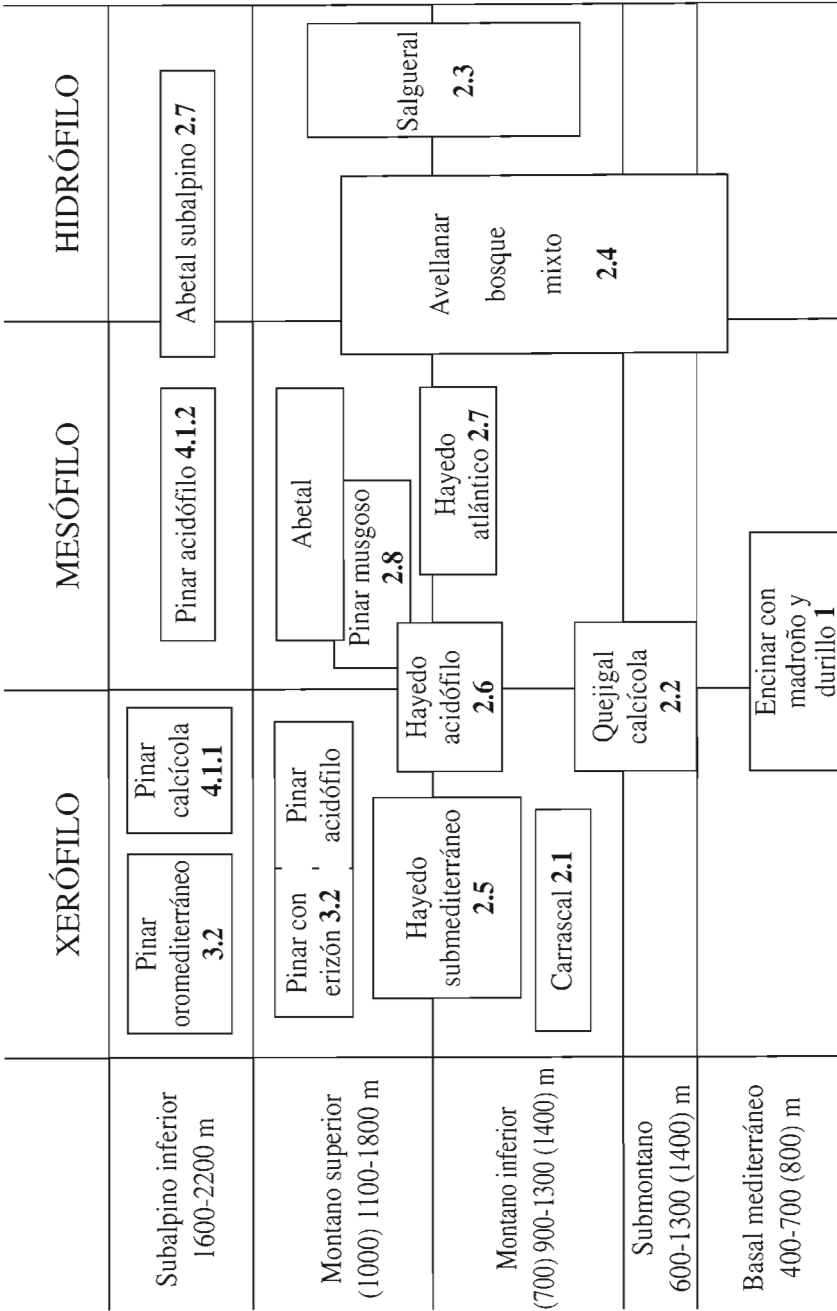 XERÓFILO
MESÓFILO
HIDRÓFILO
Subalpino inferior
1600-2200 m
Pinar
oromediterráneo
3.2
Pinar
calcícola
4.1.1
Pinar acidófilo 4.1.2
Abetal subalpino 2.7
Montano superior
(1000) 1100-1800 m
Pinar con
erizón 3.2
Pinar
acidófilo
Abetal
Pinar musgoso
2.8
Salgueral
2.3
Hayedo
submediterráneo
2.5
Hayedo
acidófilo
2.6
Hayedo
atlántico 2.7
Avellanar
bosque
mixto
2.4
Montano inferior
(700) 900-1300 (1400) m
Carrascal 2.1
Quejigal
calcícola
2.2
Submontano
600-1300 (1400) m
Basal mediterráneo
400-700 (800) m
Encinar con
madroño y
durillo 1